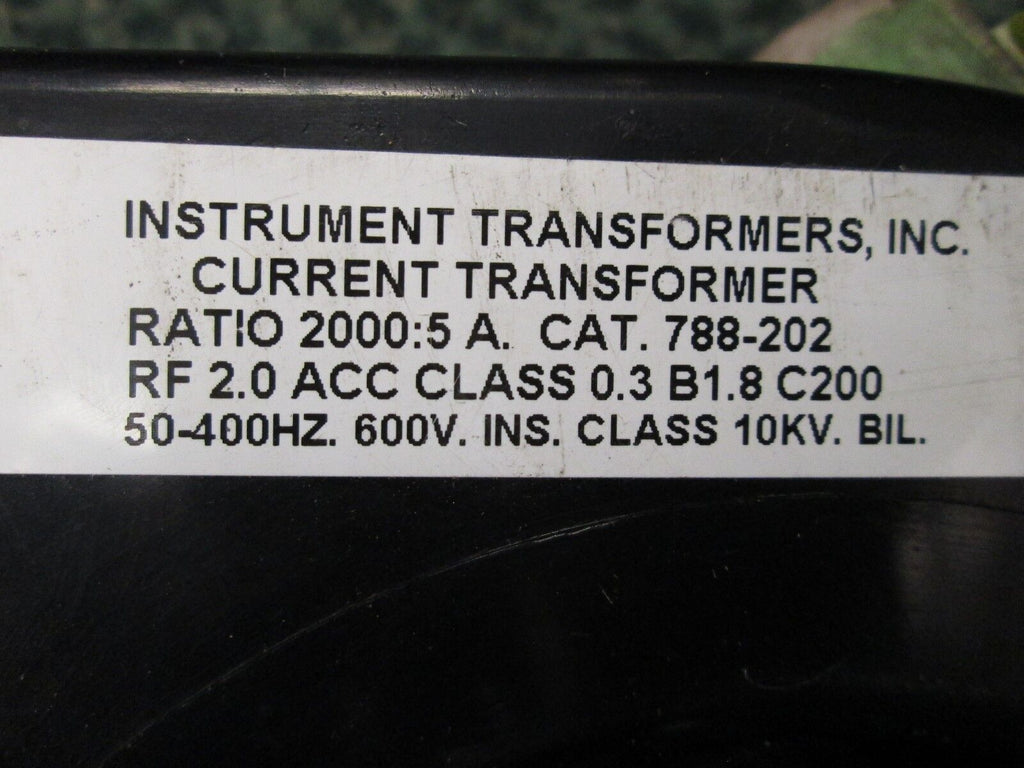 INSTRUMENT TRANSFORMERS, INC.
CURRENT TRANSFORMER
RATIO 2000:5 A. CAT. 788-202
RF 2.0 ACC CLASS 0.3 B1.8 C200
50-400HZ. 600V. INS. CLASS 10KV. BIL.